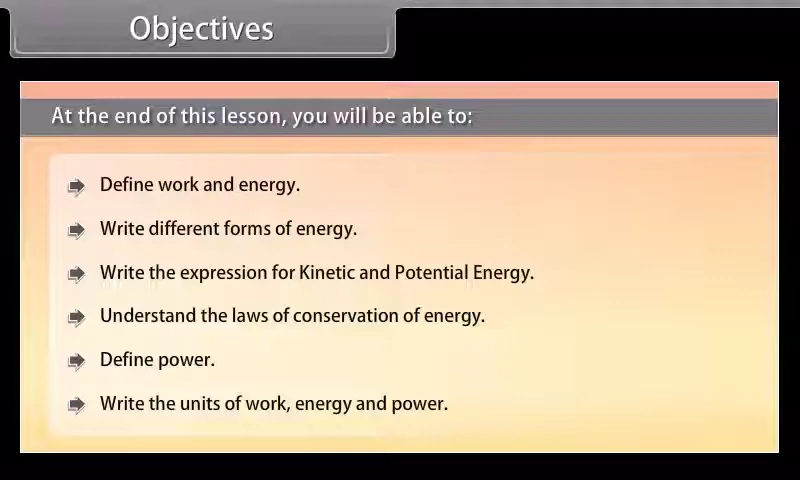 Objectives
At the end of this lesson, you will be able to:
Define work and energy.
Write different forms of energy.
Write the expression for Kinetic and Potential Energy.
Understand the laws of conservation of energy.
Define power.
Write the units of work, energy and power.